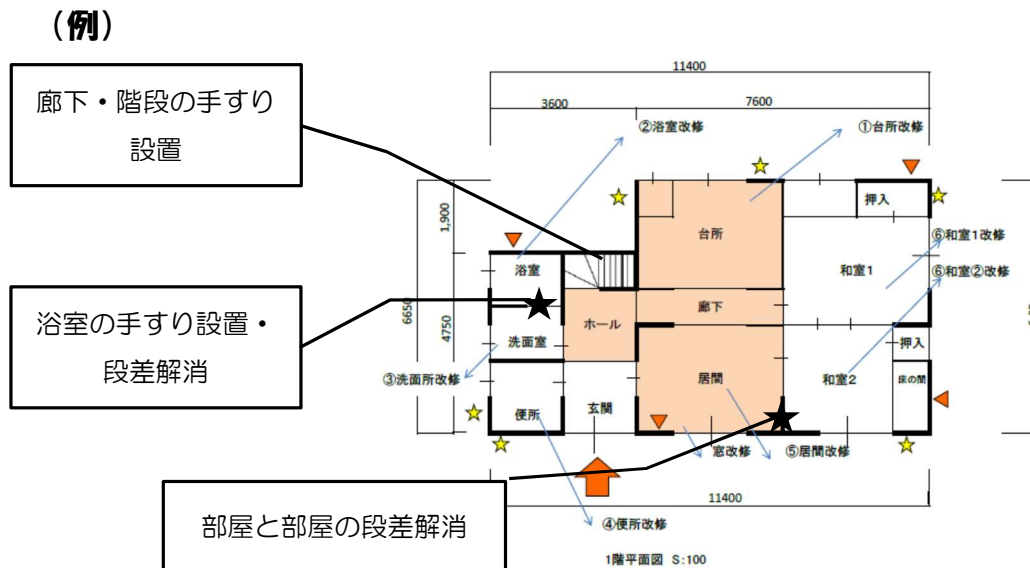 (例)
廊下・階段の手すり
設置
11400
3600
7600
②浴室改修
①台所改修
押入
1,900
台所
⑥和室1改修
浴室
和室1
⑥和室②改修
浴室の手すり設置・
段差解消
6650
4750
ホール
廊下
洗面室
押入
③洗面所改修
居間
和室2
床の間
便所
玄関
窓改修
⑤居間改修
11400
部屋と部屋の段差解消
④便所改修
1階平面図 S:100